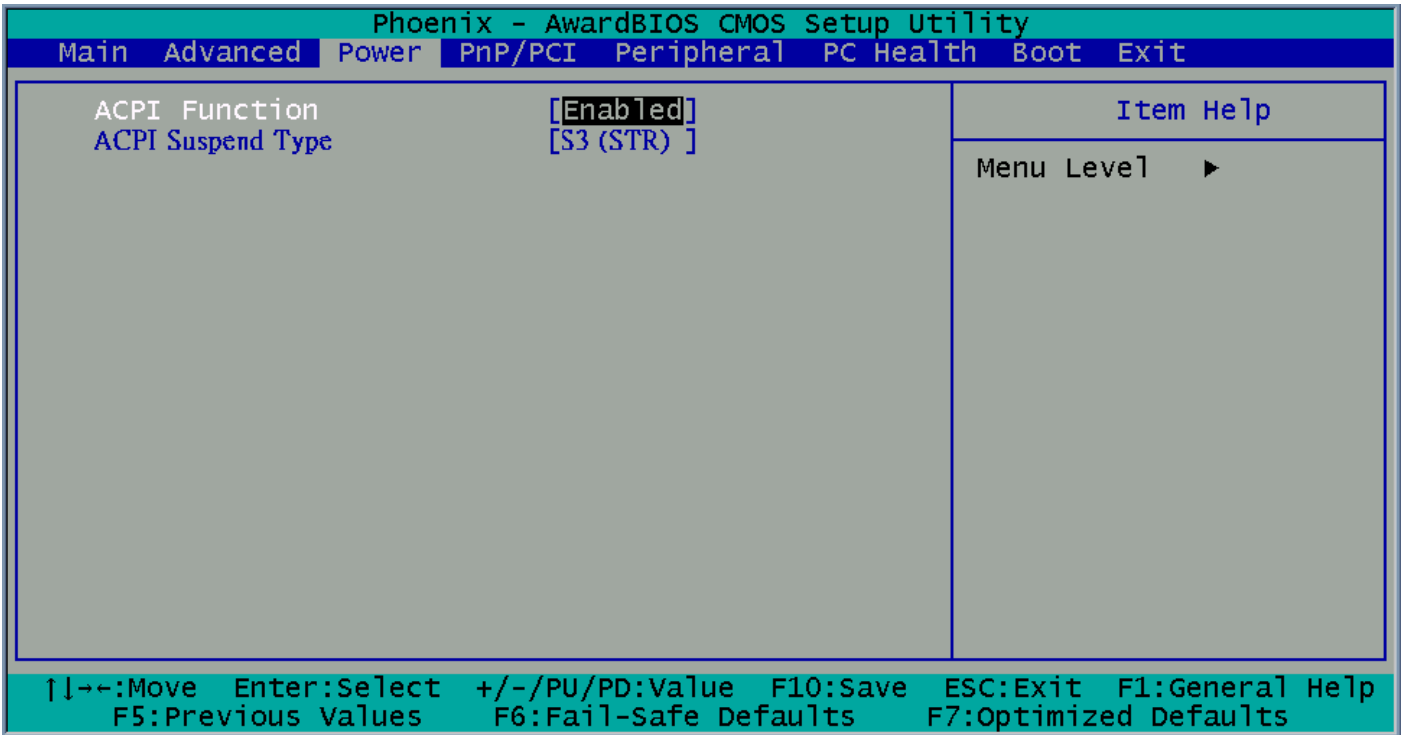 Phoenix - AwardBIOS CMOS Setup Utility
Main Advanced Power PnP/PCI Peripheral PC Health Boot Exit
ACPI Function [Enabled]
ACPI Suspend Type [S3 (STR) ]
Item Help
Menu Level ►
↑↓→←:Move Enter:Select +/-/PU/PD:Value F10:Save ESC:Exit F1:General Help
F5:Previous Values F6:Fail-Safe Defaults F7:Optimized Defaults